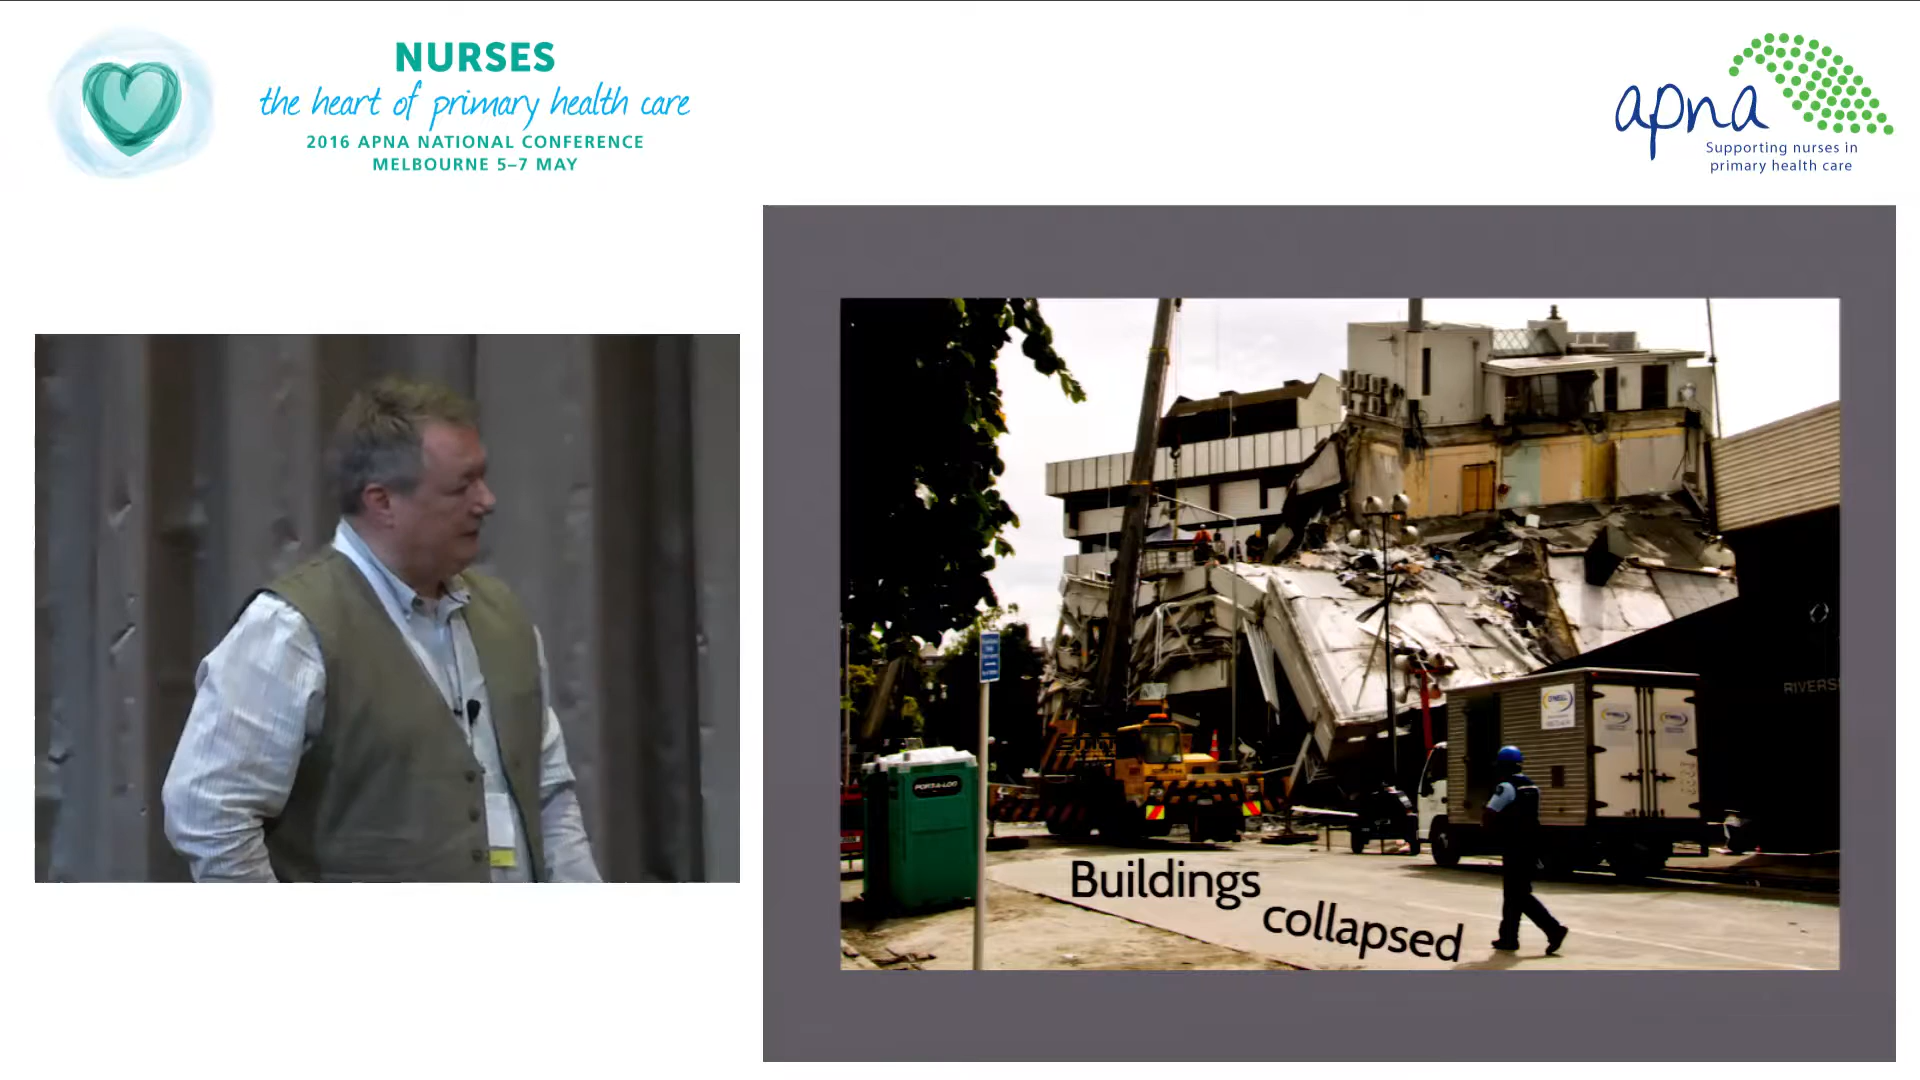 NURSES
the heart of primary health care
2016 APNA NATIONAL CONFERENCE
MELBOURNE 5–7 MAY
apna
Supporting nurses in
primary health care
RIVERS
PORT-A-LOO
Buildings
collapsed